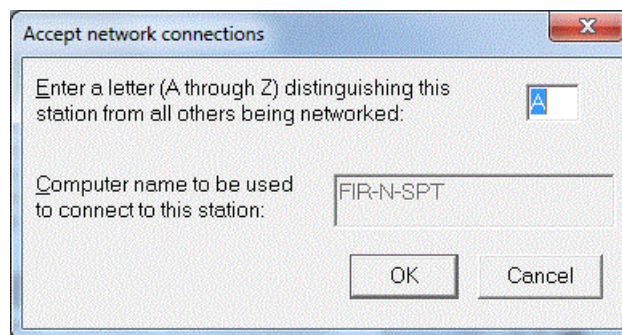 Accept network connections
Enter a letter (A through Z) distinguishing this
station from all others being networked:
A
Computer name to be used
to connect to this station:
FIR-N-SPT
OK
Cancel